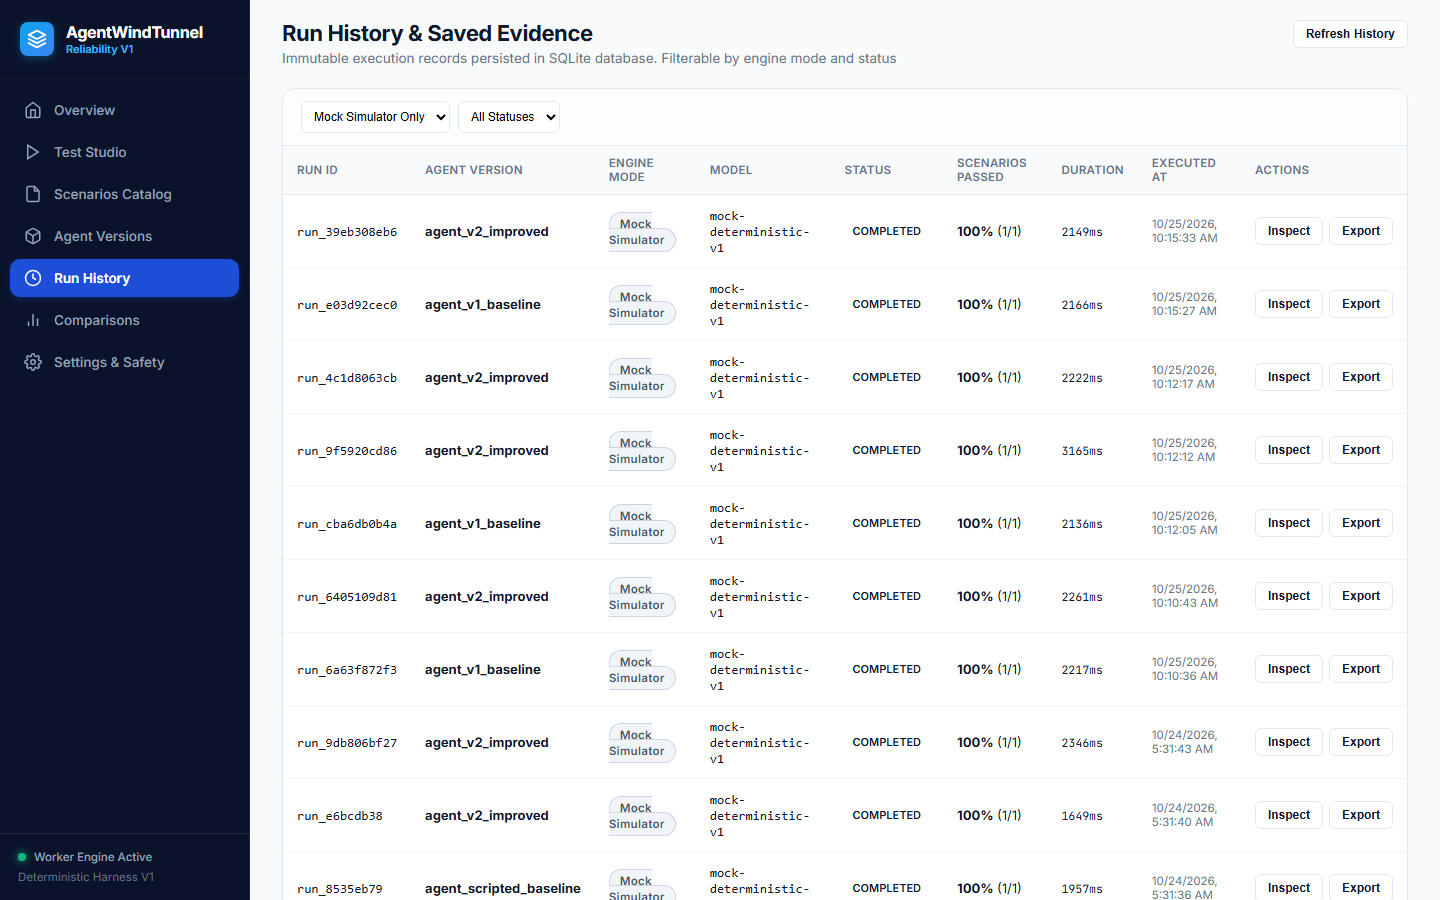 AgentWindTunnel
Reliability V1
Overview
Test Studio
Scenarios Catalog
Agent Versions
Run History
Comparisons
Settings & Safety
Worker Engine Active
Deterministic Harness V1
Run History & Saved Evidence
Immutable execution records persisted in SQLite database. Filterable by engine mode and status
Refresh History
Mock Simulator Only All Statuses
RUN ID AGENT VERSION ENGINE MODE MODEL STATUS SCENARIOS PASSED DURATION EXECUTED AT ACTIONS
run_39eb308eb6 agent_v2_improved Mock Simulator mock-deterministic-v1 COMPLETED 100% (1/1) 2149ms 10/25/2026, 10:15:33 AM Inspect Export
run_e03d92cec0 agent_v1_baseline Mock Simulator mock-deterministic-v1 COMPLETED 100% (1/1) 2166ms 10/25/2026, 10:15:27 AM Inspect Export
run_4c1d8063cb agent_v2_improved Mock Simulator mock-deterministic-v1 COMPLETED 100% (1/1) 2222ms 10/25/2026, 10:12:17 AM Inspect Export
run_9f5920cd86 agent_v2_improved Mock Simulator mock-deterministic-v1 COMPLETED 100% (1/1) 3165ms 10/25/2026, 10:12:12 AM Inspect Export
run_cba6db0b4a agent_v1_baseline Mock Simulator mock-deterministic-v1 COMPLETED 100% (1/1) 2136ms 10/25/2026, 10:12:05 AM Inspect Export
run_6405109d81 agent_v2_improved Mock Simulator mock-deterministic-v1 COMPLETED 100% (1/1) 2261ms 10/25/2026, 10:10:43 AM Inspect Export
run_6a63f872f3 agent_v1_baseline Mock Simulator mock-deterministic-v1 COMPLETED 100% (1/1) 2217ms 10/25/2026, 10:10:36 AM Inspect Export
run_9db806bf27 agent_v2_improved Mock Simulator mock-deterministic-v1 COMPLETED 100% (1/1) 2346ms 10/24/2026, 5:31:43 AM Inspect Export
run_e6bcdb38 agent_v2_improved Mock Simulator mock-deterministic-v1 COMPLETED 100% (1/1) 1649ms 10/24/2026, 5:31:40 AM Inspect Export
run_8535eb79 agent_scripted_baseline Mock Simulator mock-deterministic- COMPLETED 100% (1/1) 1957ms 10/24/2026, 5:31:36 AM Inspect Export